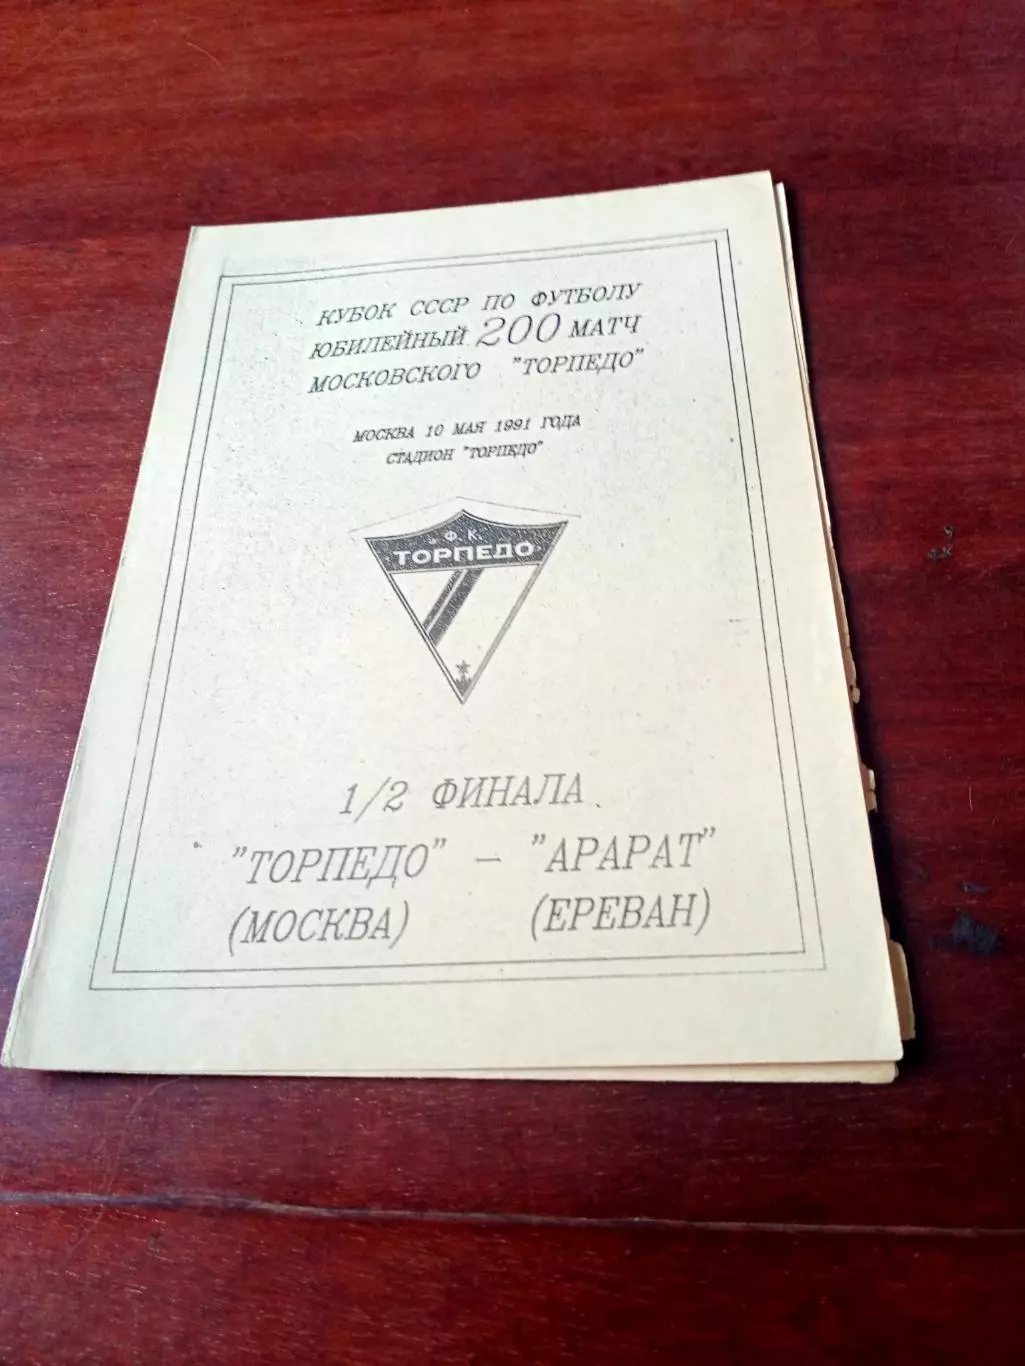 КУБОК СССР ПО ФУТБОЛУ
ЮБИЛЕЙНЫЙ 200 МАТЧ
МОСКОВСКОГО "ТОРПЕДО"
МОСКВА 10 МАЯ 1991 ГОДА
СТАДИОН "ТОРПЕДО"
Ф.К.
ТОРПЕДО
1/2 ФИНАЛА
"ТОРПЕДО" - "АРАРАТ"
(МОСКВА) (ЕРЕВАН)